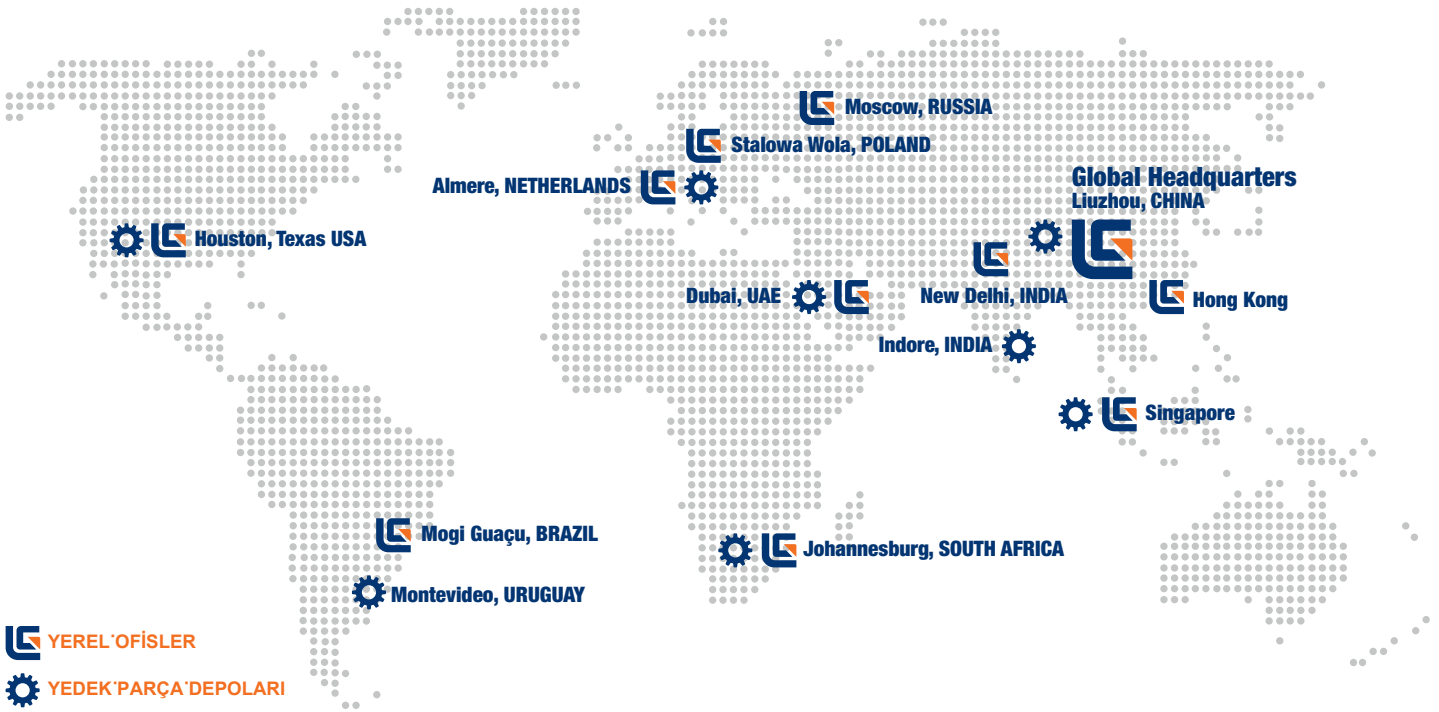 Moscow, RUSSIA
Stalowa Wola, POLAND
Almere, NETHERLANDS
Global Headquarters
Liuzhou, CHINA
Houston, Texas USA
Dubai, UAE
New Delhi, INDIA
Hong Kong
Indore, INDIA
Singapore
Mogi Guaçu, BRAZIL
Johannesburg, SOUTH AFRICA
Montevideo, URUGUAY
YEREL˙OFİSLER
YEDEK˙PARÇA˙DEPOLARI